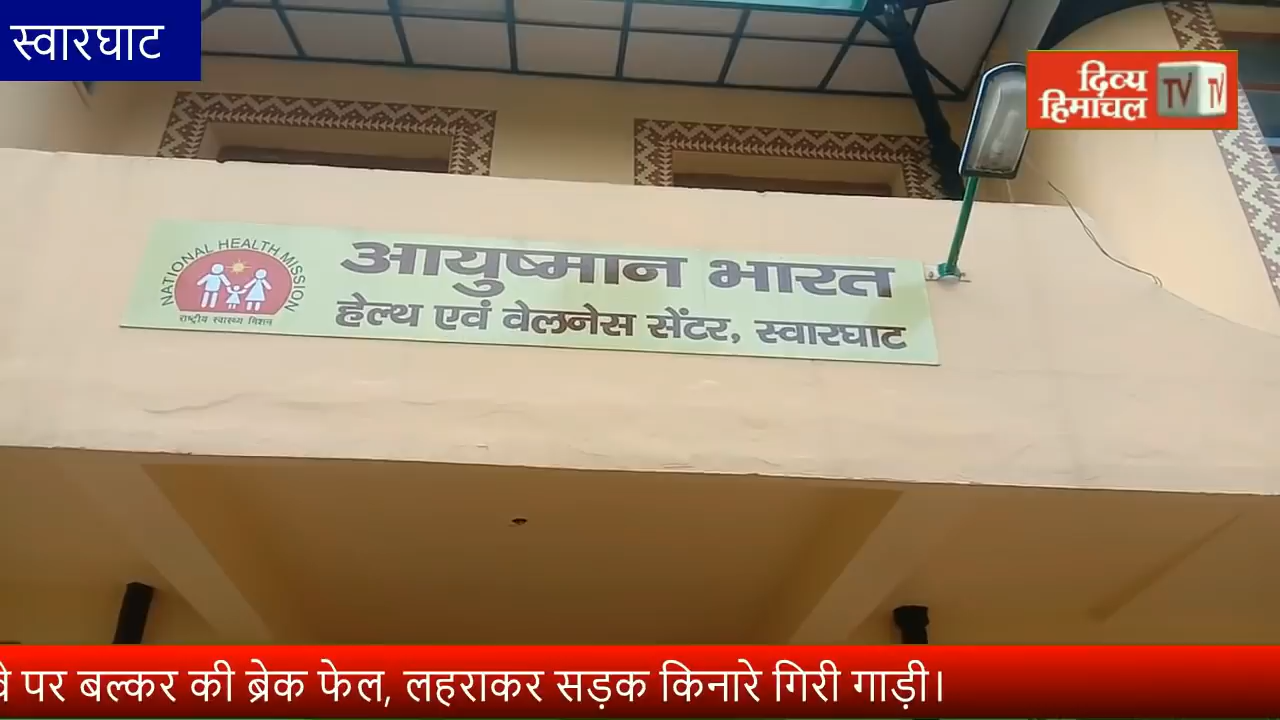 स्वारघाट
दिव्य
हिमाचल
TV TV
NATIONAL HEALTH MISSION
राष्ट्रीय स्वास्थ्य मिशन
आयुष्मान भारत
हेल्थ एवं वेलनेस सेंटर, स्वारघाट
पर बल्कर की ब्रेक फेल, लहराकर सड़क किनारे गिरी गाड़ी।